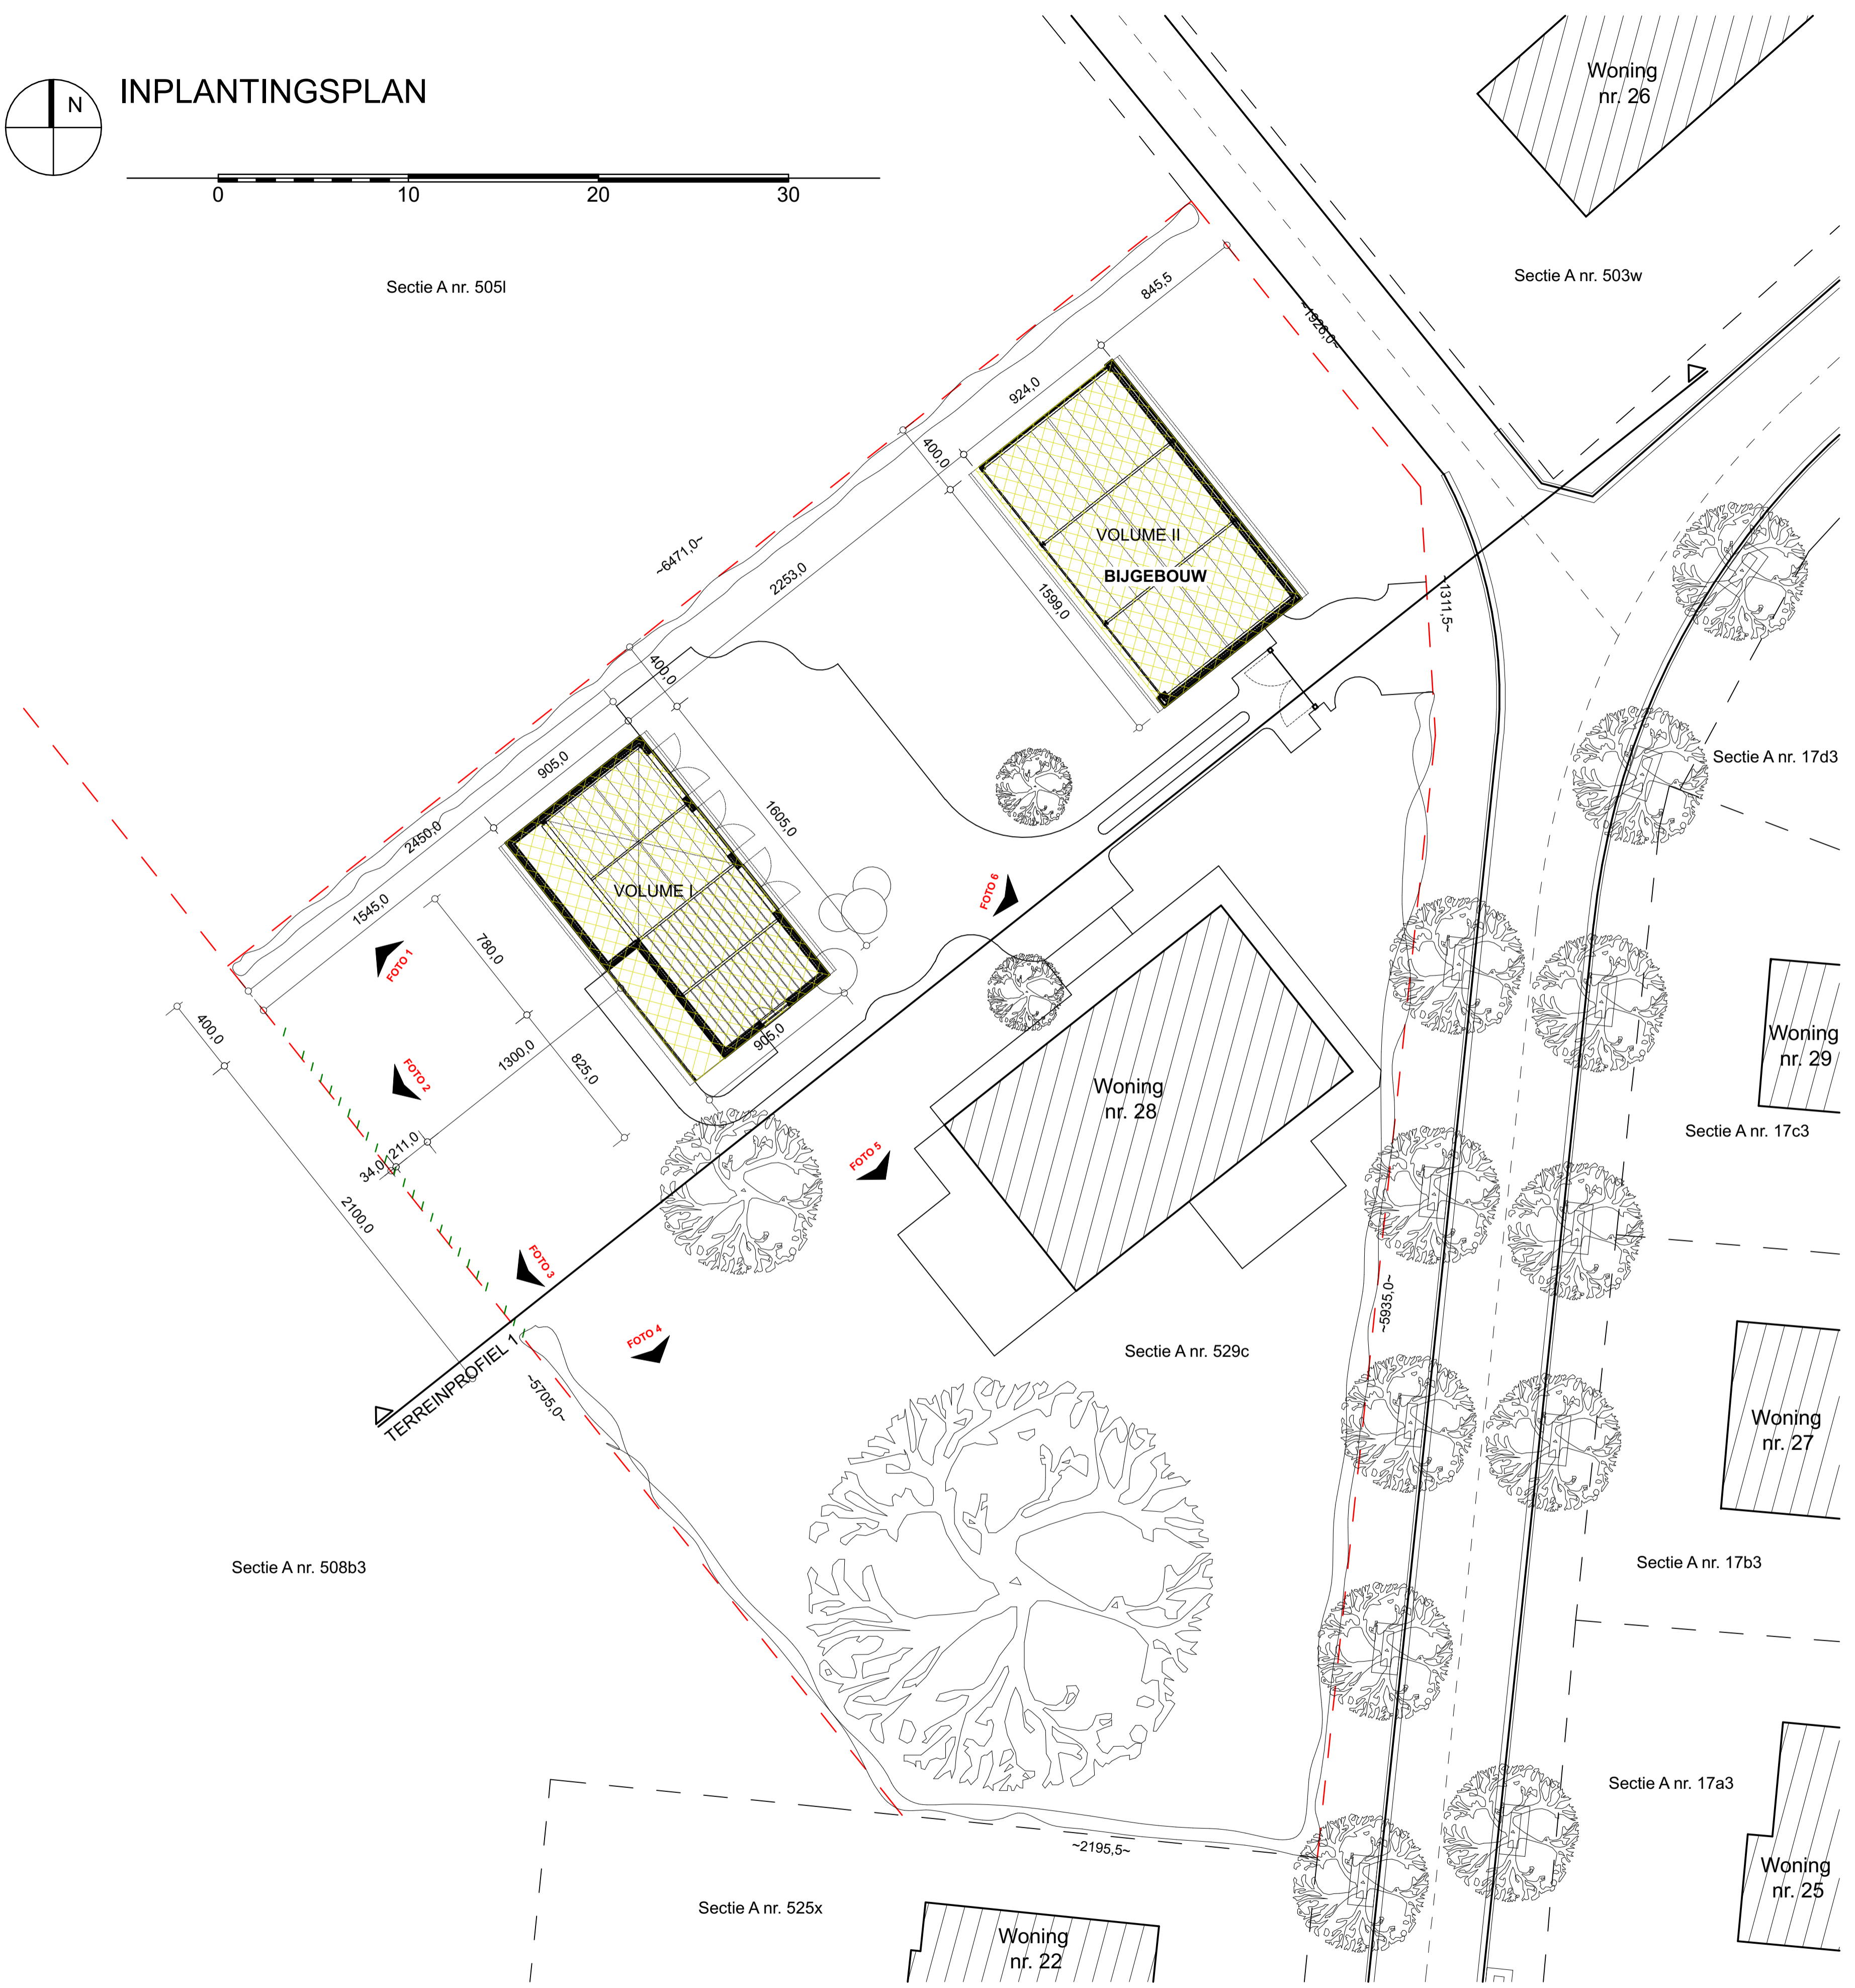 N
INPLANTINGSPLAN
0 10 20 30
Woning
nr. 26
Sectie A nr. 505l
Sectie A nr. 503w
845,5
~1926,0~
924,0
400,0
~6471,0~
2253,0
VOLUME II
BIJGEBOUW
1599,0
~1311,5~
400,0
905,0
1605,0
2450,0
1545,0
VOLUME I
Sectie A nr. 17d3
FOTO 6
FOTO 1
780,0
400,0
1300,0
825,0
905,0
FOTO 2
Woning
nr. 29
Woning
nr. 28
34,0
211,0
2100,0
FOTO 5
Sectie A nr. 17c3
FOTO 3
FOTO 4
TERREINPROFIEL 1
~5935,0~
Sectie A nr. 529c
~5705,0~
Woning
nr. 27
Sectie A nr. 508b3
Sectie A nr. 17b3
Sectie A nr. 17a3
~2195,5~
Woning
nr. 25
Sectie A nr. 525x
Woning
nr. 22